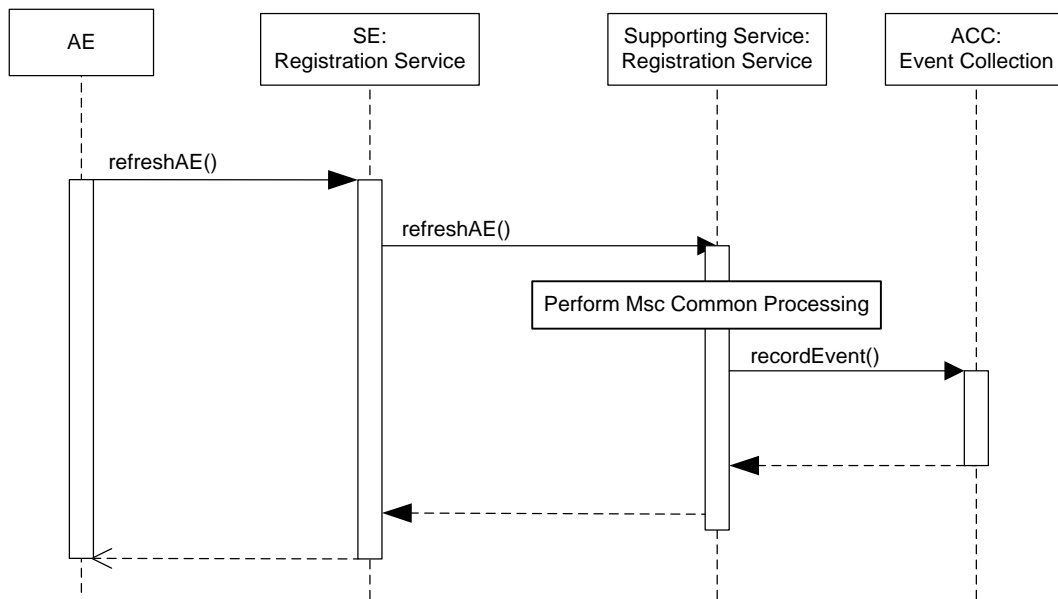 AE
SE:
Registration Service
Supporting Service:
Registration Service
ACC:
Event Collection
refreshAE()
refreshAE()
Perform Msc Common Processing
recordEvent()